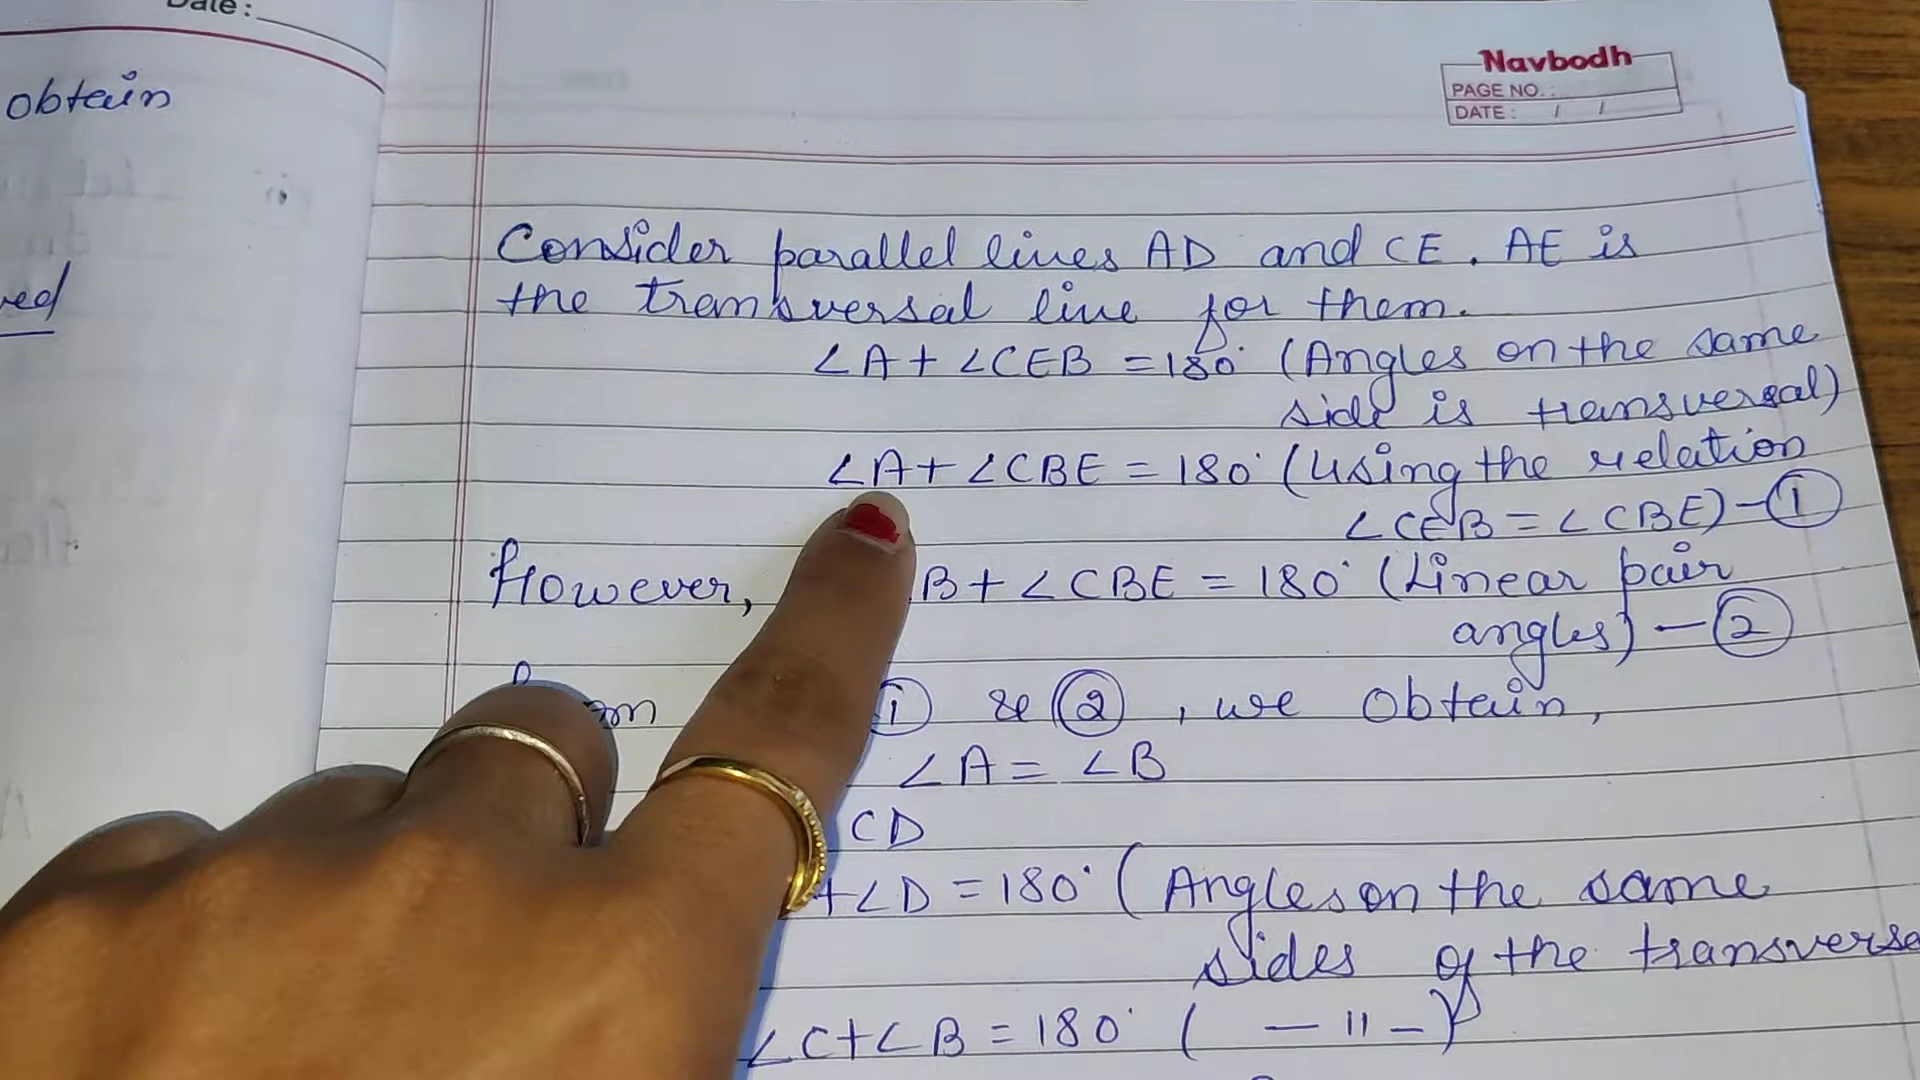 Date:
obtain
Navbodh
PAGE NO. :
DATE : / /
Consider parallel lines AD and CE. AE is
the transversal line for them.
∠A + ∠CEB = 180° (Angles on the same
side is transversal)
∠A + ∠CBE = 180° (Using the relation
∠CEB = ∠CBE) - ①
However, B + ∠CBE = 180° (Linear pair
angles) - ②
① & ② , we obtain,
∠A = ∠B
CD
+ ∠D = 180° (Angles on the same
sides of the transverse
∠C + ∠B = 180° ( - 11 - )